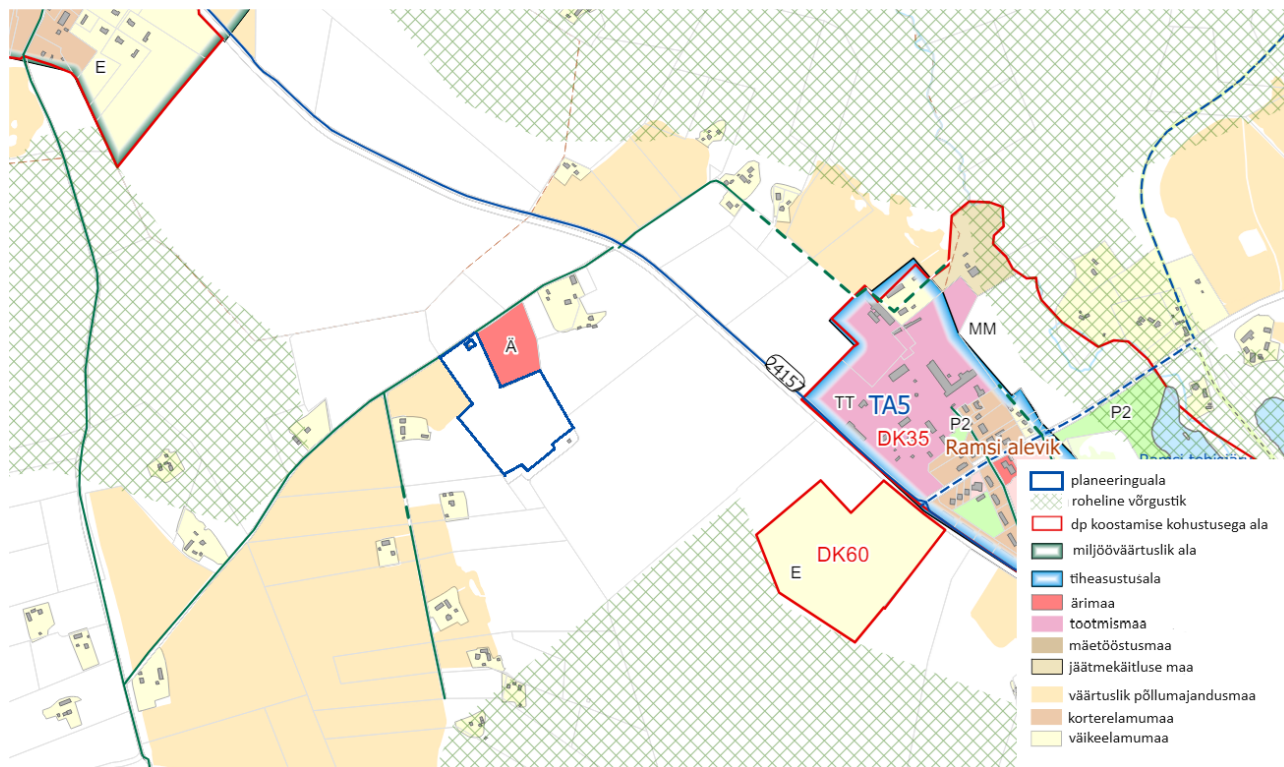 E
Ä
MM
24157
TT
TA5
P2
P2
DK35
Ramsi alevik
DK60
E
planeeringuala
roheline võrgustik
dp koostamise kohustusega ala
miljööväärtuslik ala
tiheasustusala
ärimaa
tootmismaa
mäetööstusmaa
jäätmekäitluse maa
väärtuslik põllumajandusmaa
korterelamumaa
väikeelamumaa